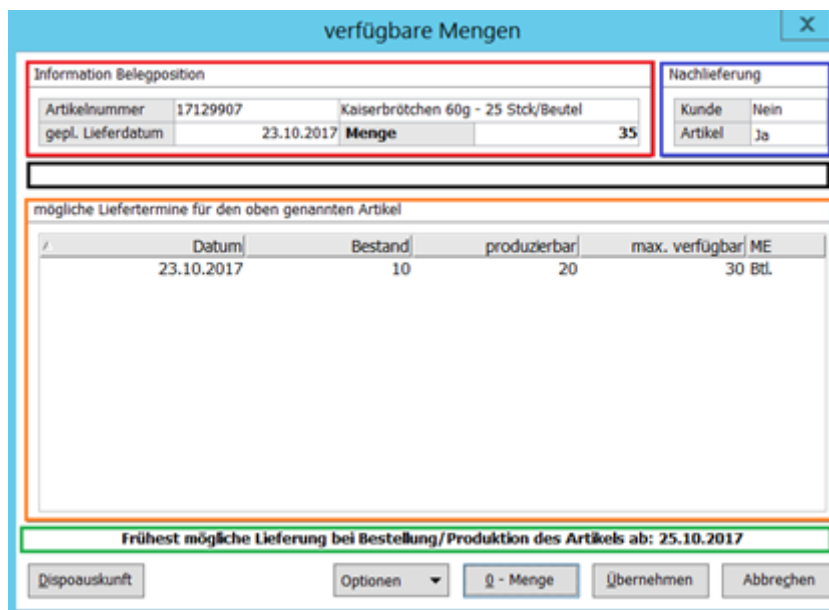 verfügbare Mengen
X
Information Belegposition
Nachlieferung
Artikelnummer 17129907 Kaiserbrötchen 60g - 25 Stck/Beutel
Kunde Nein
gepl. Lieferdatum 23.10.2017 Menge 35
Artikel Ja
mögliche Liefertermine für den oben genannten Artikel
Datum Bestand produzierbar max. verfügbar ME
23.10.2017 10 20 30 Btl.
Frühest mögliche Lieferung bei Bestellung/Produktion des Artikels ab: 25.10.2017
Dispoauskunft Optionen 0 - Menge Übernehmen Abbrechen